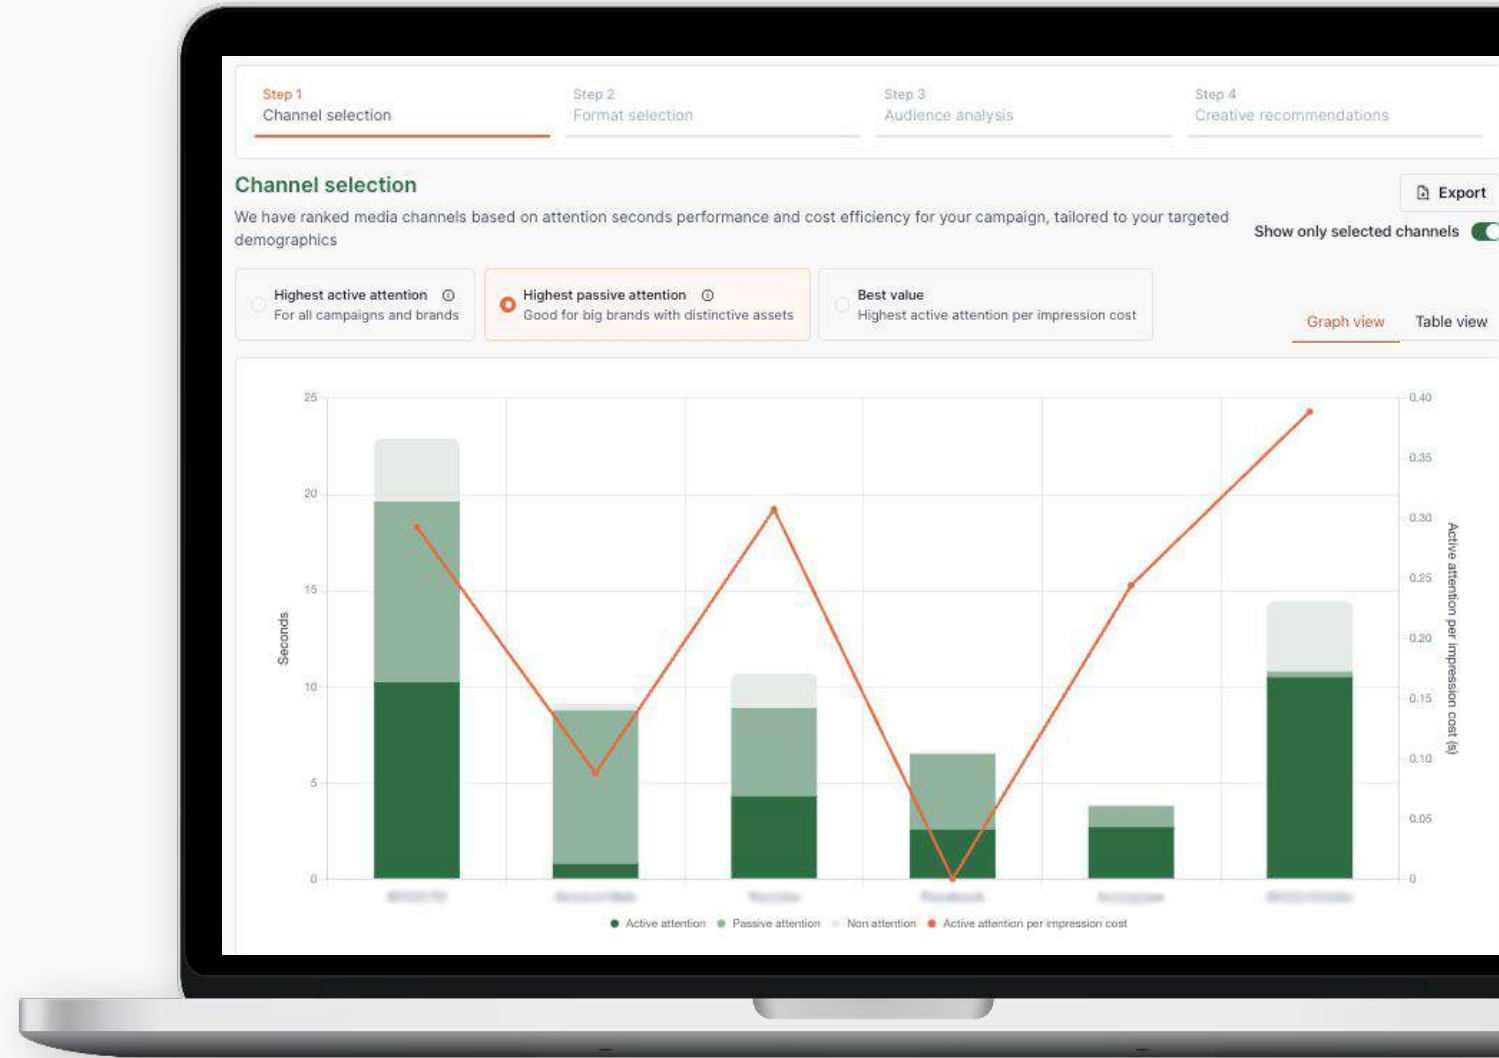 Step 1
Channel selection
Step 2
Format selection
Step 3
Audience analysis
Step 4
Creative recommendations
Channel selection
Export
We have ranked media channels based on attention seconds performance and cost efficiency for your campaign, tailored to your targeted
demographics
Show only selected channels
Highest active attention
For all campaigns and brands
Highest passive attention
Good for big brands with distinctive assets
Best value
Highest active attention per impression cost
Graph view
Table view
25
20
15
10
5
0
Seconds
0.40
0.35
0.30
0.25
0.20
0.15
0.10
0.05
0
Active attention per impression cost (s)
Active attention
Passive attention
Non attention
Active attention per impression cost